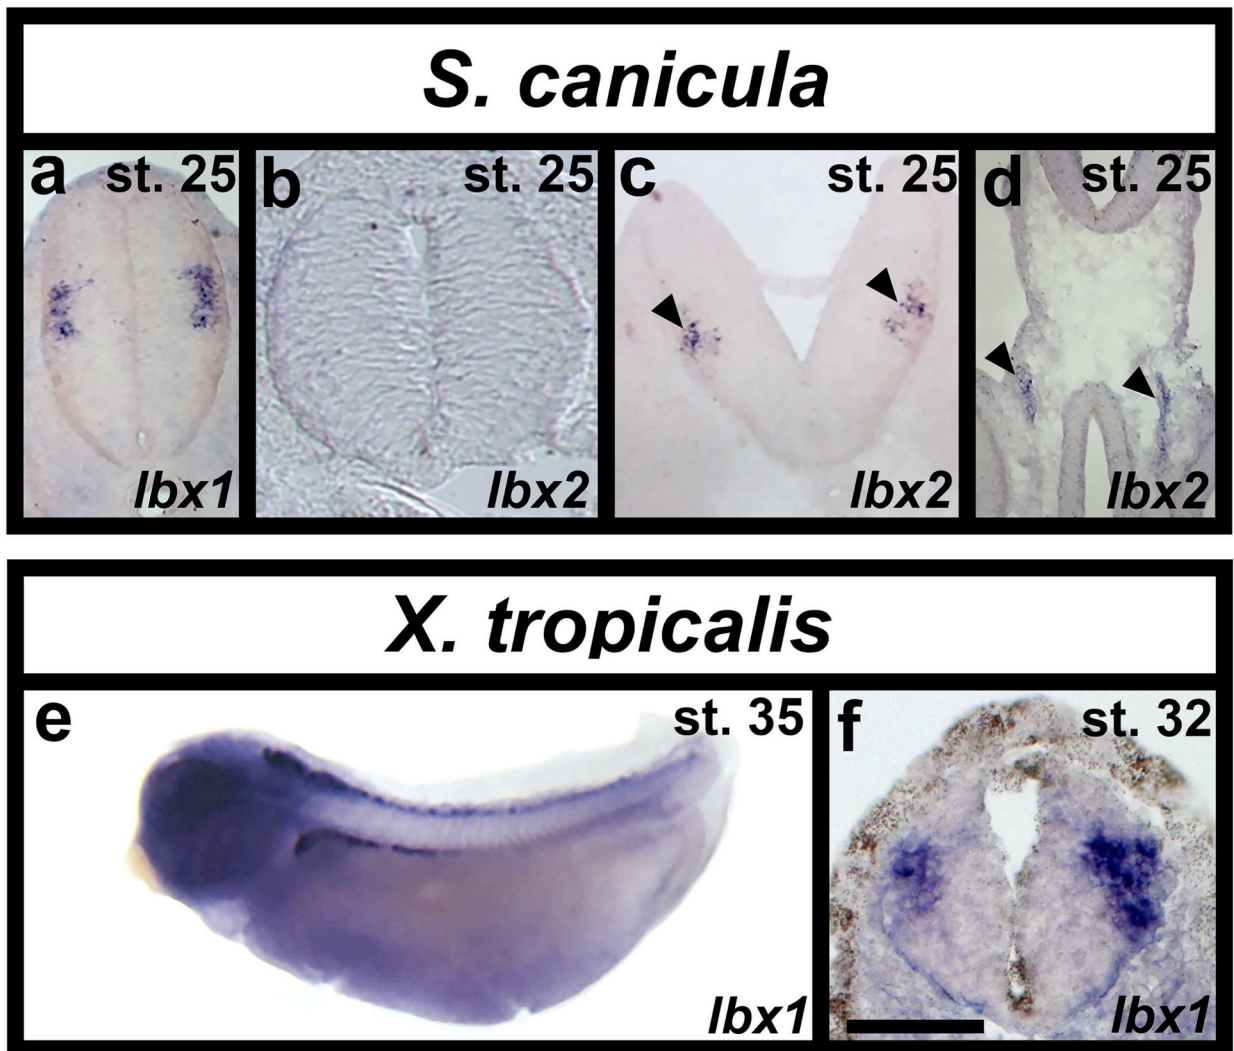 S. canicula
a st. 25
b st. 25
c st. 25
d st. 25
lbx1
lbx2
lbx2
lbx2
X. tropicalis
e st. 35
f st. 32
lbx1
lbx1